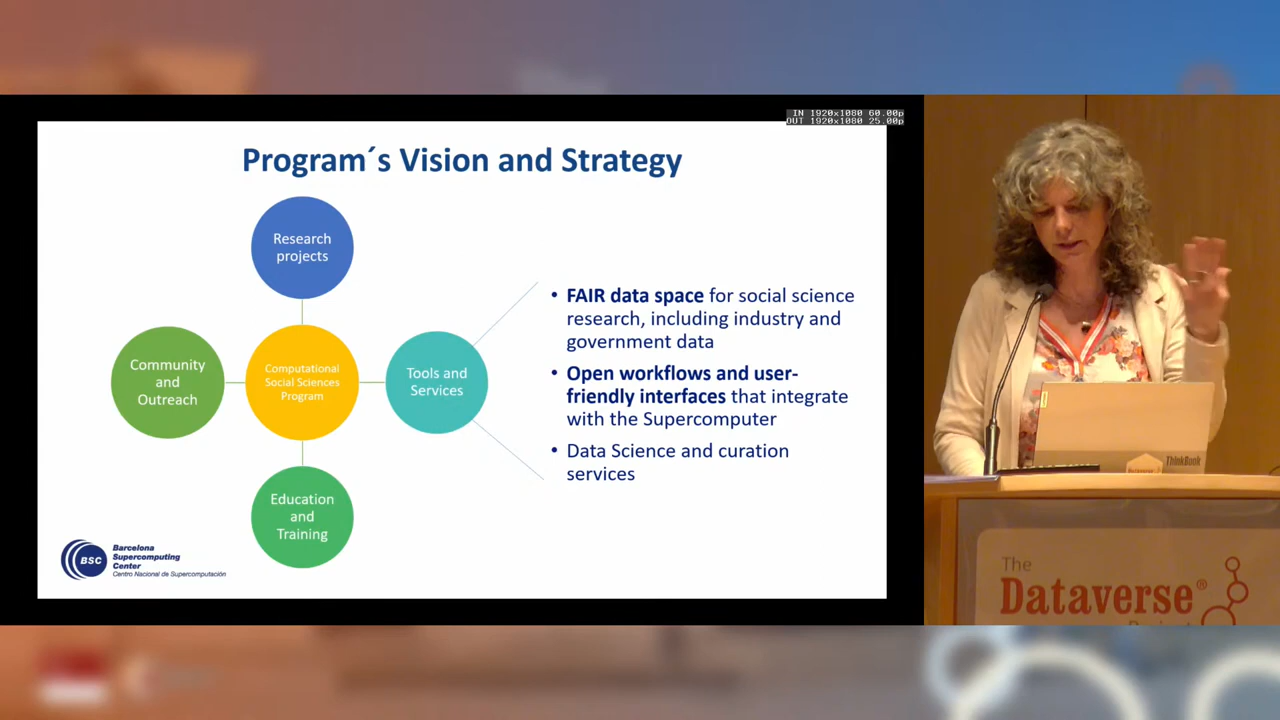 IN 1920x1080 60.00p
OUT 1920x1080 25.00p
Program´s Vision and Strategy
Research
projects
Community
and
Outreach
Computational
Social Sciences
Program
Tools and
Services
Education
and
Training
• FAIR data space for social science
research, including industry and
government data
• Open workflows and user-
friendly interfaces that integrate
with the Supercomputer
• Data Science and curation
services
BSC
Barcelona
Supercomputing
Center
Centro Nacional de Supercomputación
ThinkBook
The
Dataverse®
Project